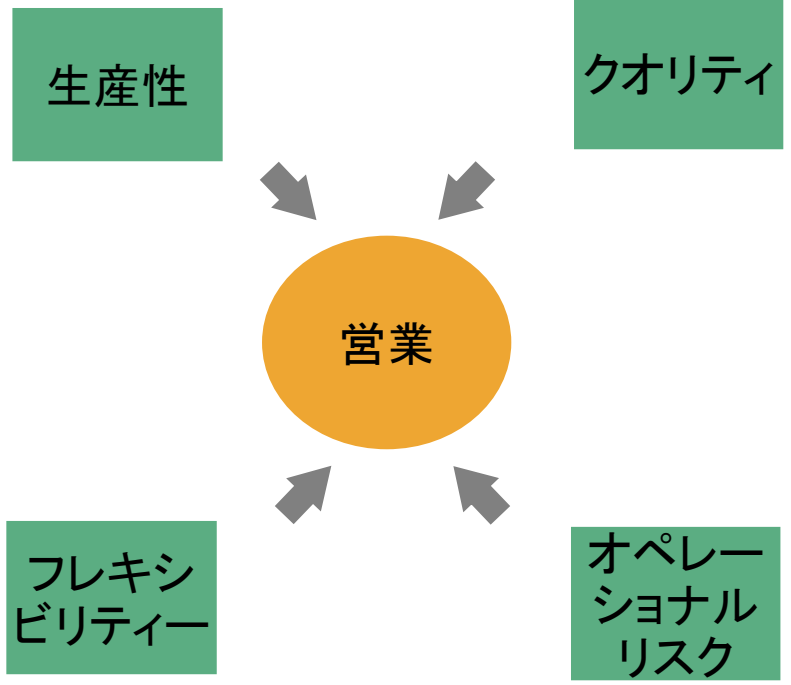 生産性
クオリティ
営業
フレキシ
ビリティー
オペレー
ショナル
リスク